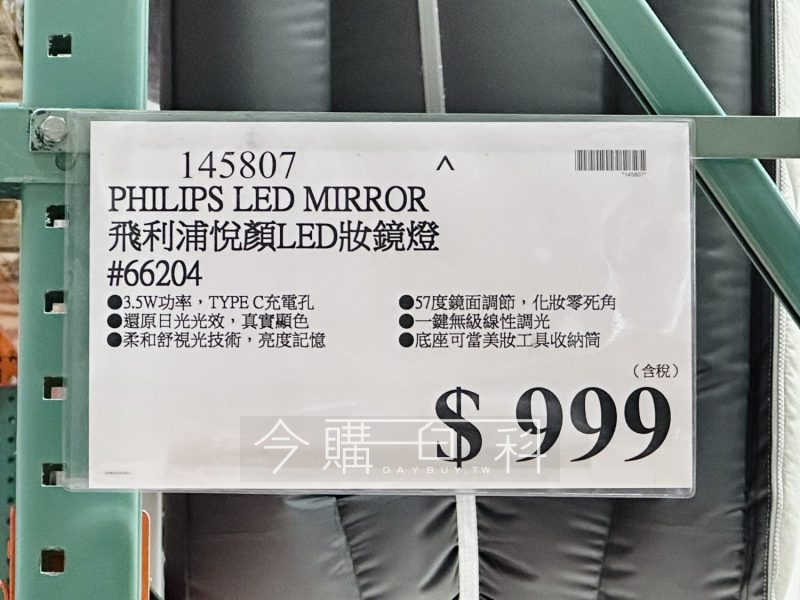 145807
^
*145807*
PHILIPS LED MIRROR
飛利浦悅顏LED妝鏡燈
#66204
●3.5W功率，TYPE C充電孔
●還原日光光效，真實顯色
●柔和舒視光技術，亮度記憶
●57度鏡面調節，化妝零死角
●一鍵無級線性調光
●底座可當美妝工具收納筒
（含稅）
$ 999
今購百科
DAYBUY.TW